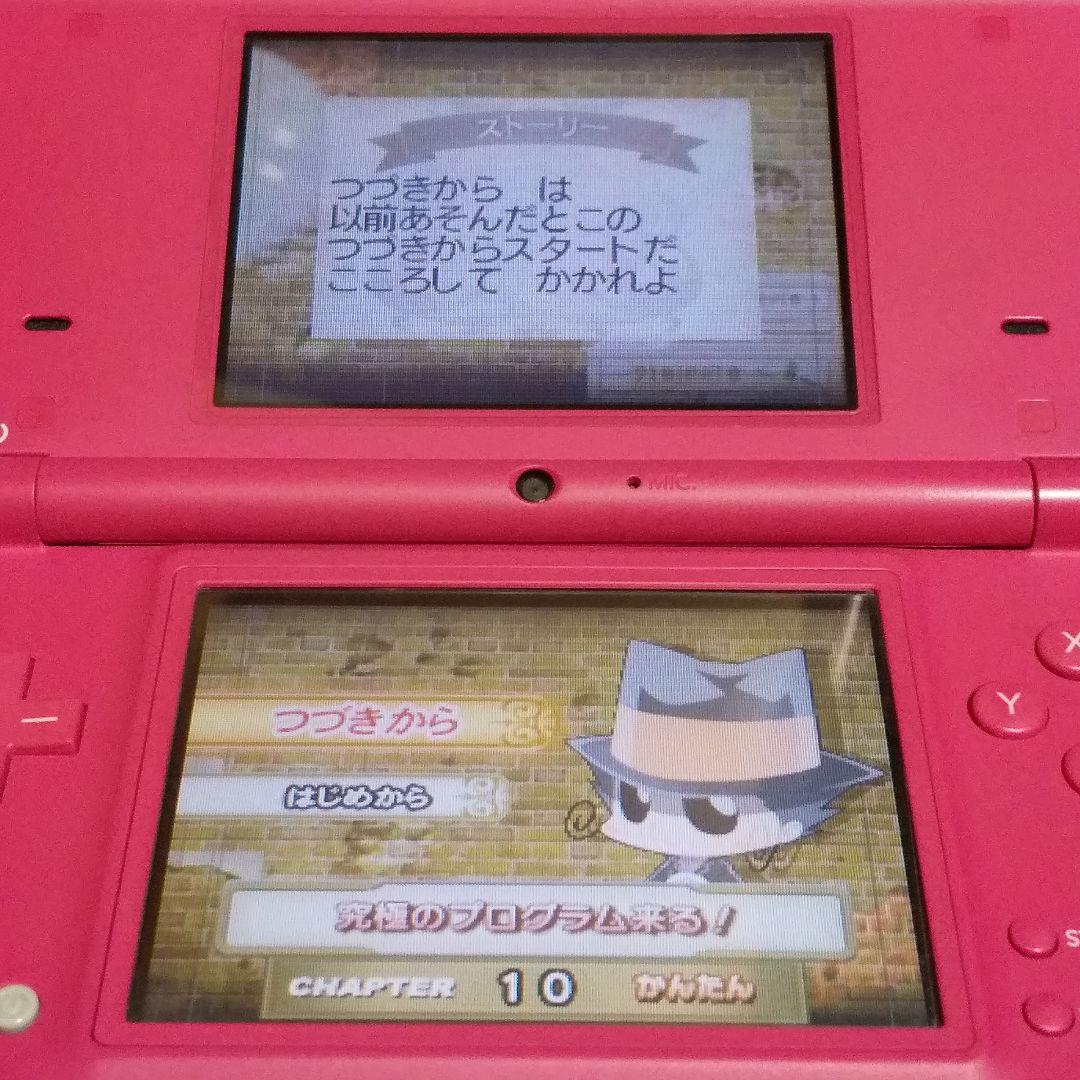 ストーリー
つづきから は
以前あそんだとこの
つづきからスタートだ
こころして かかれよ
MIC.
つづきから
はじめから
究極のプログラム来る!
CHAPTER 10 かんたん
X
Y